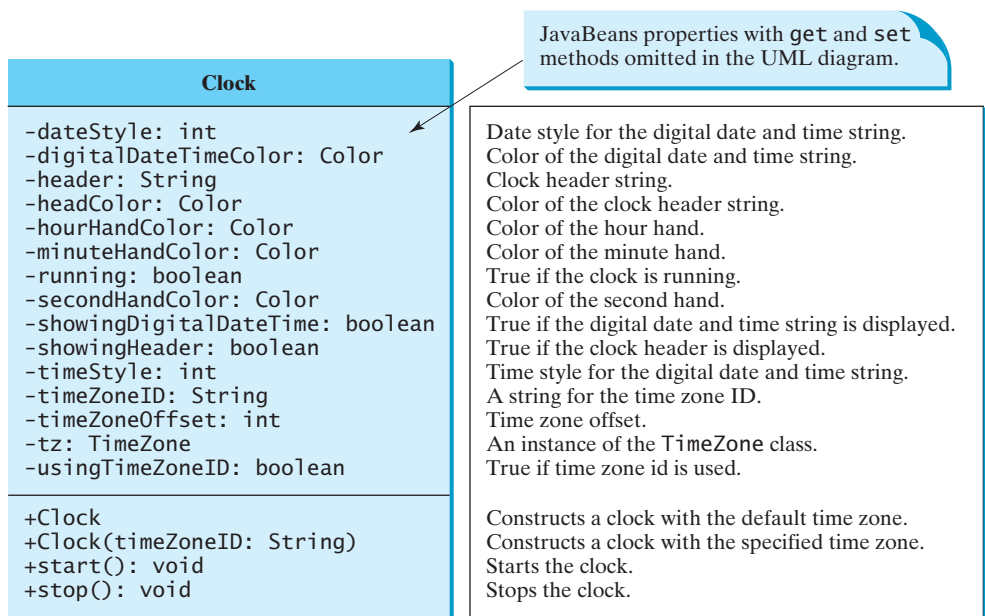 JavaBeans properties with get and set
methods omitted in the UML diagram.
Clock
-dateStyle: int
-digitalDateTimeColor: Color
-header: String
-headColor: Color
-hourHandColor: Color
-minuteHandColor: Color
-running: boolean
-secondHandColor: Color
-showingDigitalDateTime: boolean
-showingHeader: boolean
-timeStyle: int
-timeZoneID: String
-timeZoneOffset: int
-tz: TimeZone
-usingTimeZoneID: boolean
Date style for the digital date and time string.
Color of the digital date and time string.
Clock header string.
Color of the clock header string.
Color of the hour hand.
Color of the minute hand.
True if the clock is running.
Color of the second hand.
True if the digital date and time string is displayed.
True if the clock header is displayed.
Time style for the digital date and time string.
A string for the time zone ID.
Time zone offset.
An instance of the TimeZone class.
True if time zone id is used.
+Clock
+Clock(timeZoneID: String)
+start(): void
+stop(): void
Constructs a clock with the default time zone.
Constructs a clock with the specified time zone.
Starts the clock.
Stops the clock.